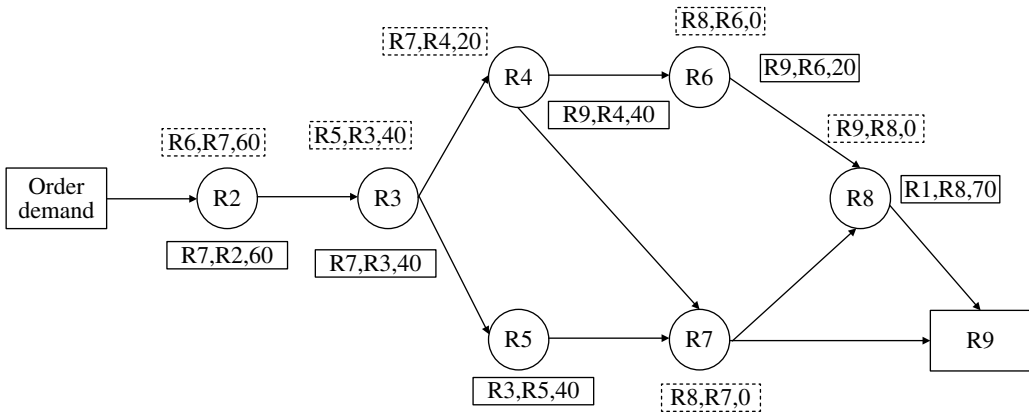 R8,R6,0
R7,R4,20
R4
R6
R9,R6,20
R9,R4,40
R6,R7,60
R5,R3,40
R9,R8,0
Order
demand
R2
R3
R8
R1,R8,70
R7,R2,60
R7,R3,40
R5
R7
R9
R3,R5,40
R8,R7,0